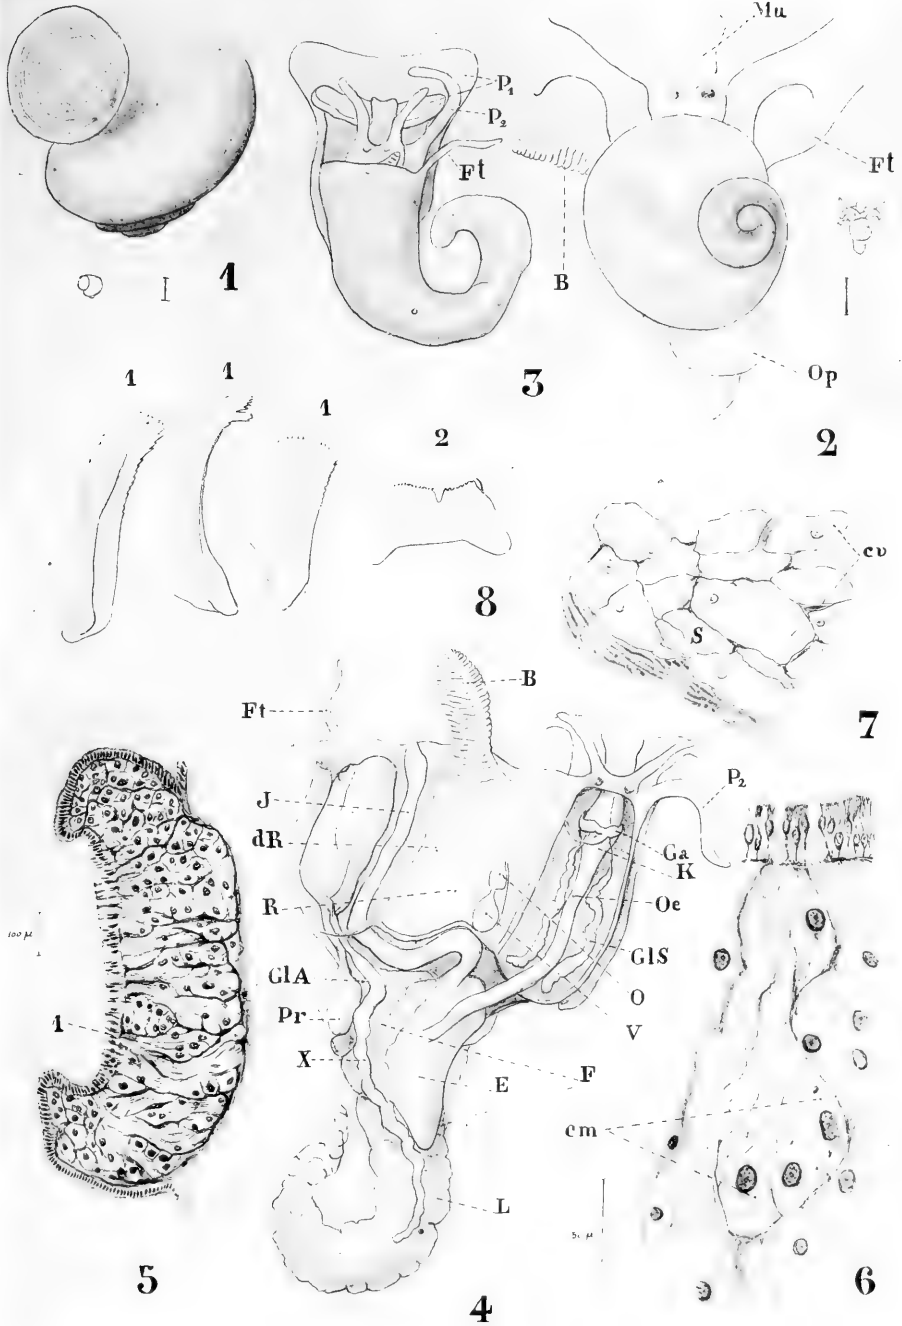 Mu
P₁
P₂
Ft
Ft
B
1
3
Op
2
1
1
1
2
8
cv
S
7
B
Ft
P₂
J
dR
Ga
K
R
Oe
100 µ
GlA
GlS
Pr
O
1
V
X
F
E
cm
L
5
4
6